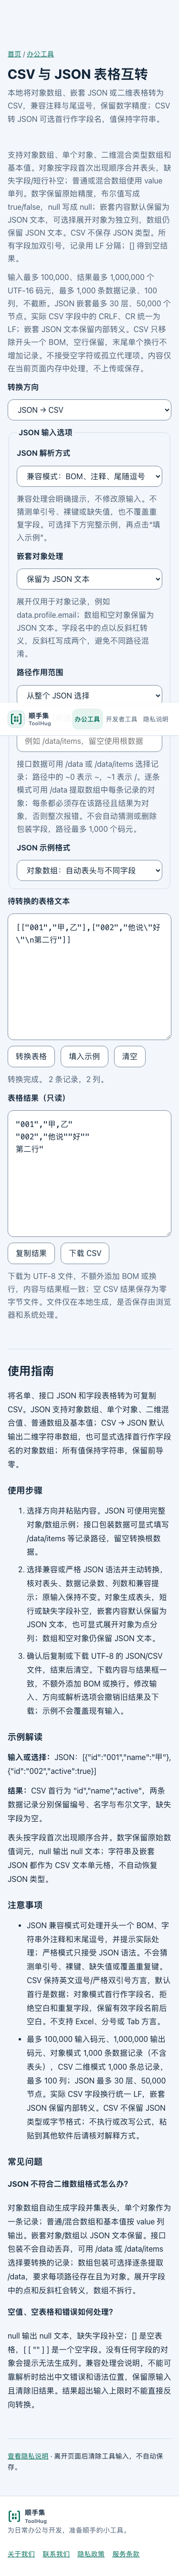 首页 / 办公工具
CSV 与 JSON 表格互转
本地将对象数组、嵌套 JSON 或二维表格转为
CSV，兼容注释与尾逗号，保留数字精度；CSV
转 JSON 可选首行作字段名，值保持字符串。
支持对象数组、单个对象、二维混合类型数组和
基本值。对象按字段首次出现顺序合并表头，缺
失字段/短行补空；普通或混合数组使用 value
单列。数字保留原始精度，布尔值写成
true/false，null 写成 null；嵌套内容默认保留为
JSON 文本，可选择展开对象为独立列，数组仍
保留 JSON 文本。CSV 不保存 JSON 类型。所
有字段加双引号，记录用 LF 分隔；[] 得到空结
果。
输入最多 100,000、结果最多 1,000,000 个
UTF-16 码元，最多 1,000 条数据记录、100
列，不截断。JSON 嵌套最多 30 层、50,000 个
节点。实际 CSV 字段中的 CRLF、CR 统一为
LF；嵌套 JSON 文本保留内部转义。CSV 只移
除开头一个 BOM，空行保留，末尾单个换行不
增加记录。不接受空字符或孤立代理项。内容仅
在当前页面内存中处理，不上传或保存。
转换方向
JSON → CSV
JSON 输入选项
JSON 解析方式
兼容模式：BOM、注释、尾随逗号
兼容处理会明确提示，不修改原输入。不
猜测单引号、裸键或缺失值，也不覆盖重
复字段。可选择下方完整示例，再点击“填
入示例”。
嵌套对象处理
保留为 JSON 文本
展开仅用于对象记录，例如
data.profile.email；数组和空对象保留为
JSON 文本。字段名中的点以反斜杠转
义，反斜杠写成两个，避免不同路径混
淆。
路径作用范围
从整个 JSON 选择
顺手集
ToolHug
办公工具 开发者工具 隐私说明
例如 /data/items，留空使用根数据
接口数据可用 /data 或 /data/items 选择记
录；路径中的 ~0 表示 ~，~1 表示 /。逐条
模式可用 /data 提取数组中每条记录的对
象：每条都必须存在该路径且结果为对
象，否则整次报错。不会自动猜测或删除
包装字段，路径最多 1,000 个码元。
JSON 示例格式
对象数组：自动表头与不同字段
待转换的表格文本
[["001","甲,乙"],["002","他说\"好
\"\n第二行"]]
转换表格 填入示例 清空
转换完成。 2 条记录，2 列。
表格结果（只读）
"001","甲,乙"
"002","他说""好""
第二行"
复制结果 下载 CSV
下载为 UTF-8 文件，不额外添加 BOM 或换
行，内容与结果框一致；空 CSV 结果保存为零
字节文件。文件仅在本地生成，是否保存由浏览
器和系统处理。
使用指南
将名单、接口 JSON 和字段表格转为可复制
CSV。JSON 支持对象数组、单个对象、二维混
合值、普通数组及基本值；CSV → JSON 默认
输出二维字符串数组，也可显式选择首行作字段
名的对象数组；所有值保持字符串，保留前导
零。
使用步骤
1. 选择方向并粘贴内容。JSON 可使用完整
对象/数组示例；接口包装数据可显式填写
/data/items 等记录路径，留空转换根数
据。
2. 选择兼容或严格 JSON 语法并主动转换，
核对表头、数据记录数、列数和兼容提
示；原输入保持不变。对象生成表头，短
行或缺失字段补空，嵌套内容默认保留为
JSON 文本，也可显式展开对象为点分
列；数组和空对象仍保留 JSON 文本。
3. 确认后复制或下载 UTF-8 的 JSON/CSV
文件，结束后清空。下载内容与结果框一
致，不额外添加 BOM 或换行。修改输
入、方向或解析选项会撤销旧结果及下
载；示例不会覆盖现有输入。
示例解读
输入或选择：JSON：[{"id":"001","name":"甲"},
{"id":"002","active":true}]
结果：CSV 首行为 "id","name","active"，两条
数据记录分别保留编号、名字与布尔文字，缺失
字段为空。
表头按字段首次出现顺序合并。数字保留原始数
值词元，null 输出 null 文本；字符串及嵌套
JSON 都作为 CSV 文本单元格，不自动恢复
JSON 类型。
注意事项
• JSON 兼容模式可处理开头一个 BOM、字
符串外注释和末尾逗号，并提示实际处
理；严格模式只接受 JSON 语法。不会猜
测单引号、裸键、缺失值或覆盖重复键。
CSV 保持英文逗号/严格双引号方言，默认
首行是数据；对象模式首行作字段名，拒
绝空白和重复字段，保留有效字段名前后
空白。不支持 Excel、分号或 Tab 方言。
• 最多 100,000 输入码元、1,000,000 输出
码元、对象模式 1,000 条数据记录（不含
表头），CSV 二维模式 1,000 条总记录，
最多 100 列；JSON 最多 30 层、50,000
节点。实际 CSV 字段换行统一 LF，嵌套
JSON 保留内部转义。CSV 不保留 JSON
类型或字节格式；不执行或改写公式，粘
贴到其他软件后请核对解释方式。
常见问题
JSON 不符合二维数组格式怎么办？
对象数组自动生成字段并集表头，单个对象作为
一条记录；普通/混合数组和基本值按 value 列
输出。嵌套对象/数组以 JSON 文本保留。接口
包装不会自动丢弃，可用 /data 或 /data/items
选择要转换的记录；数组包装可选择逐条提取
/data，要求每项路径存在且为对象。展开字段
中的点和反斜杠会转义，数组不拆行。
空值、空表格和错误如何处理？
null 输出 null 文本，缺失字段补空；[] 是空表
格，[ [ "" ] ] 是一个空字段。没有任何字段的对
象会提示无法生成列。兼容处理会说明，不能可
靠解析时给出中文错误和语法位置，保留原输入
且清除旧结果。结果超出输入上限时不能直接反
向转换。
查看隐私说明 · 离开页面后清除工具输入，不自动保
存。
顺手集
ToolHug
为日常办公与开发，准备顺手的小工具。
关于我们 联系我们 隐私政策 服务条款